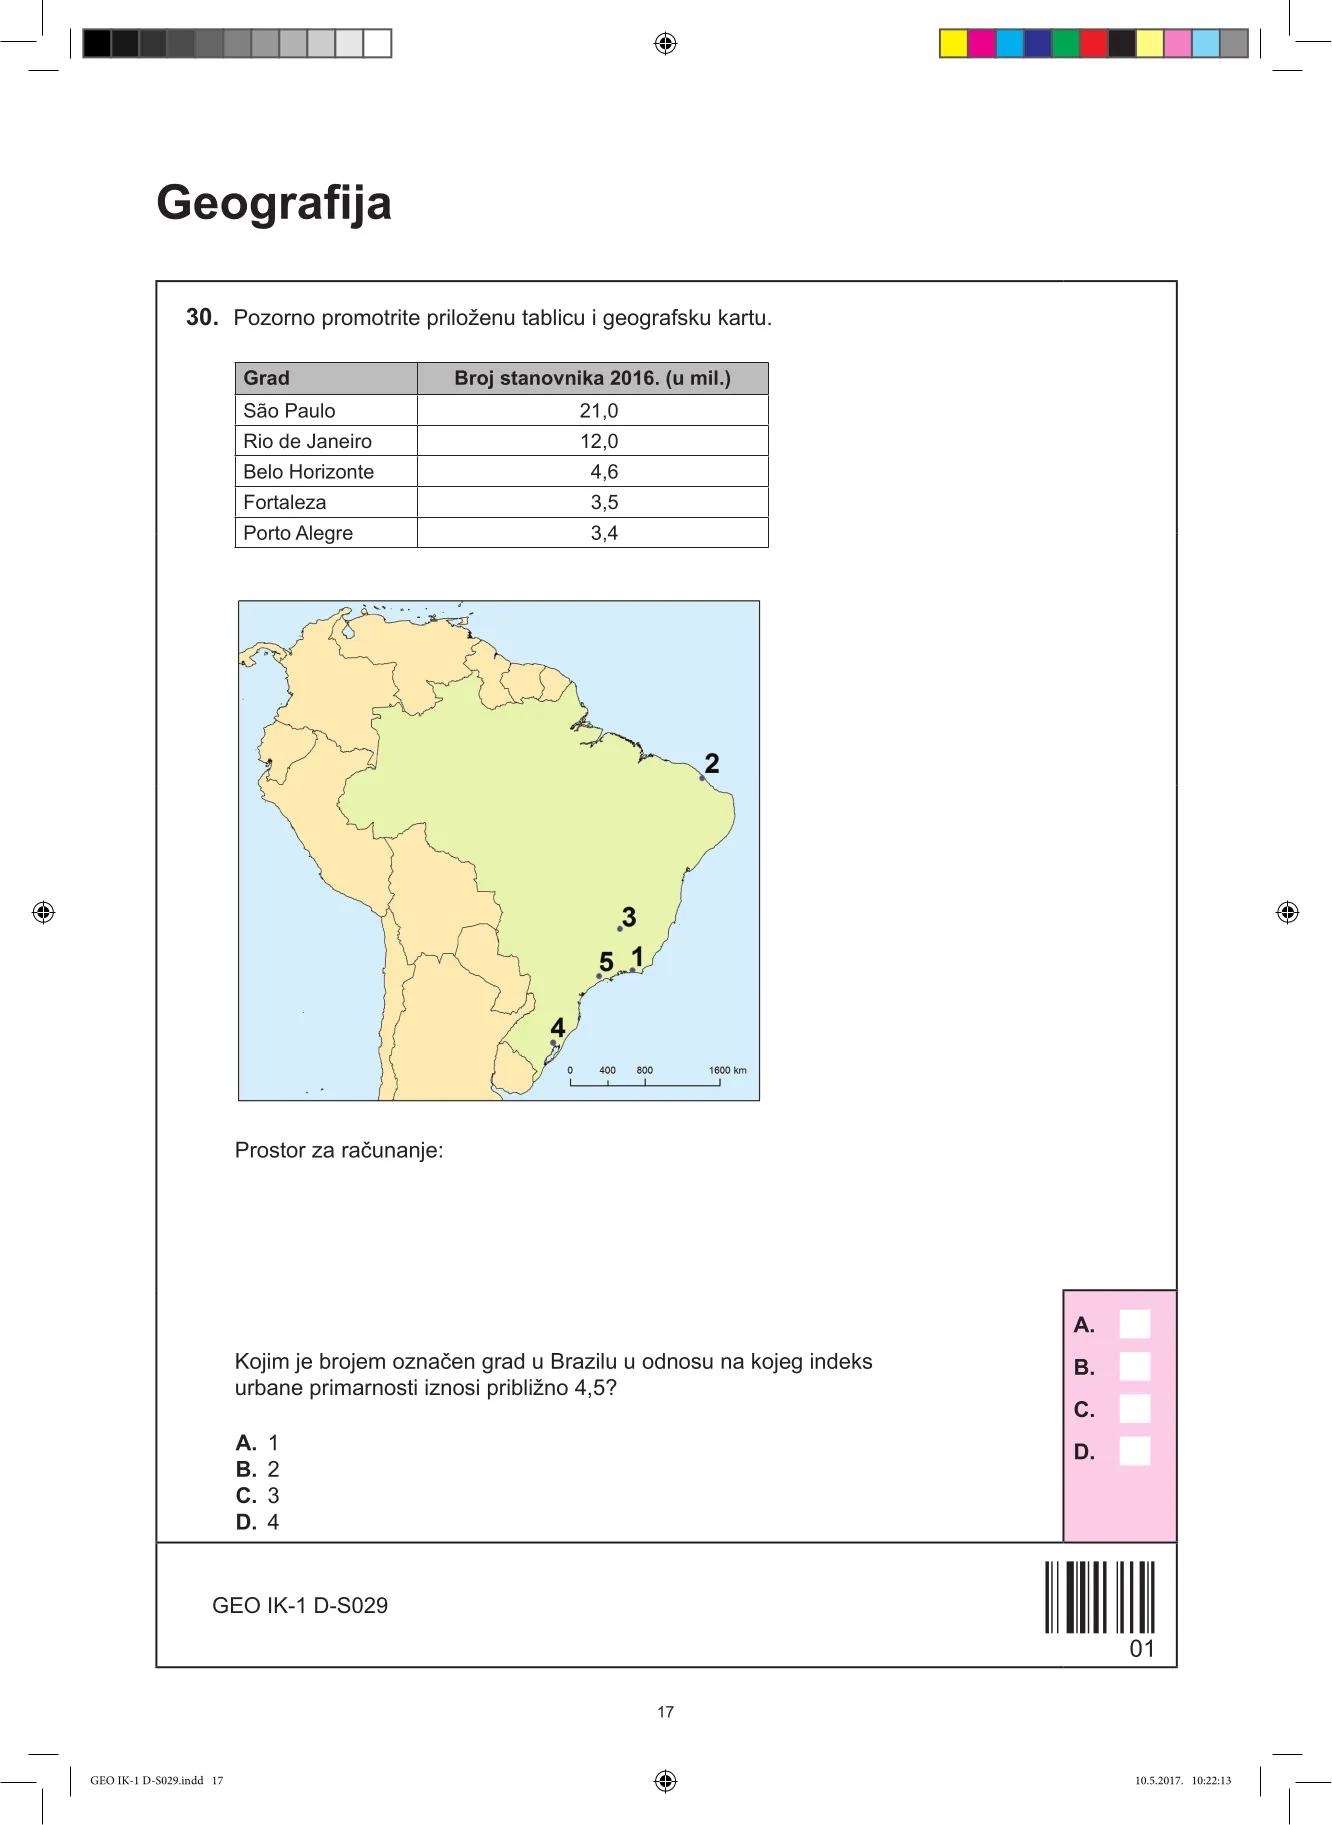 Geografija
30. Pozorno promotrite priloženu tablicu i geografsku kartu.
Grad Broj stanovnika 2016. (u mil.)
São Paulo 21,0
Rio de Janeiro 12,0
Belo Horizonte 4,6
Fortaleza 3,5
Porto Alegre 3,4
2
3
5 1
4
0 400 800 1600 km
Prostor za računanje:
Kojim je brojem označen grad u Brazilu u odnosu na kojeg indeks
urbane primarnosti iznosi približno 4,5?
A. 1
B. 2
C. 3
D. 4
A.
B.
C.
D.
GEO IK-1 D-S029
01
17
GEO IK-1 D-S029.indd 17
10.5.2017. 10:22:13